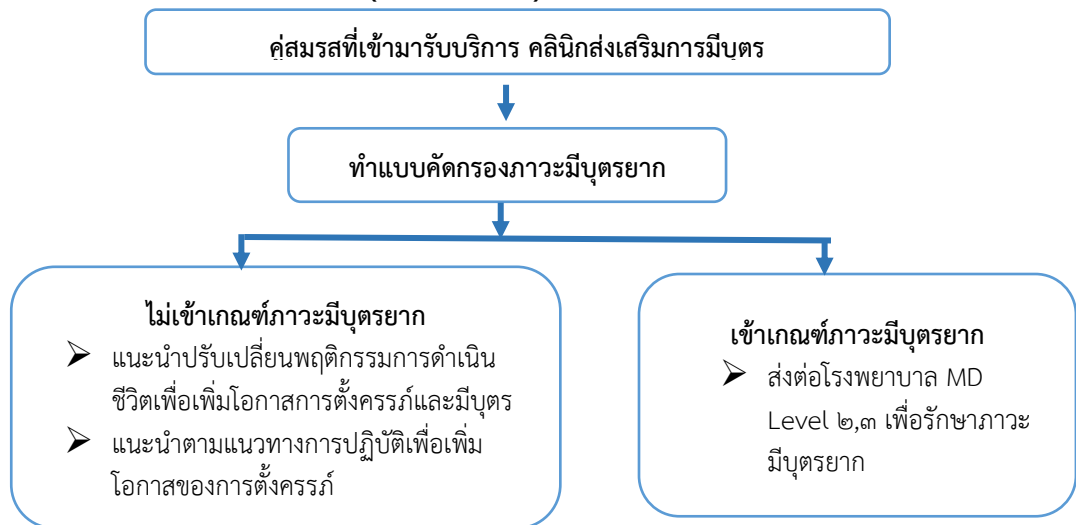 คู่สมรสที่เข้ามารับบริการ คลินิกส่งเสริมการมีบุตร
ทำแบบคัดกรองภาวะมีบุตรยาก
ไม่เข้าเกณฑ์ภาวะมีบุตรยาก
➢ แนะนำปรับเปลี่ยนพฤติกรรมการดำเนิน
ชีวิตเพื่อเพิ่มโอกาสการตั้งครรภ์และมีบุตร
➢ แนะนำตามแนวทางการปฏิบัติเพื่อเพิ่ม
โอกาสของการตั้งครรภ์
เข้าเกณฑ์ภาวะมีบุตรยาก
➢ ส่งต่อโรงพยาบาล MD
Level ๒,๓ เพื่อรักษาภาวะ
มีบุตรยาก